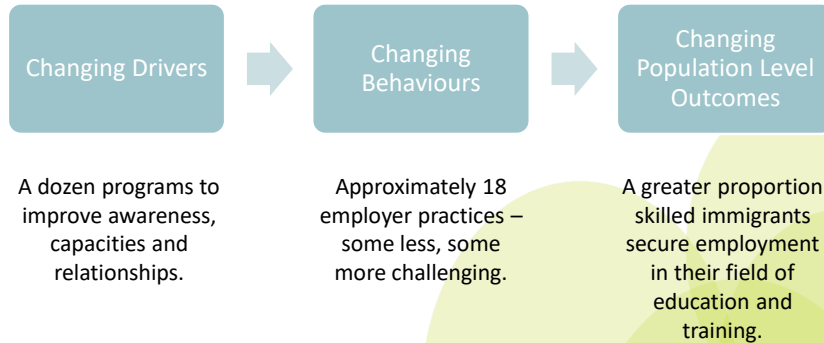 Changing Drivers
Changing
Behaviours
Changing
Population Level
Outcomes
A dozen programs to
improve awareness,
capacities and
relationships.
Approximately 18
employer practices –
some less, some
more challenging.
A greater proportion
skilled immigrants
secure employment
in their field of
education and
training.